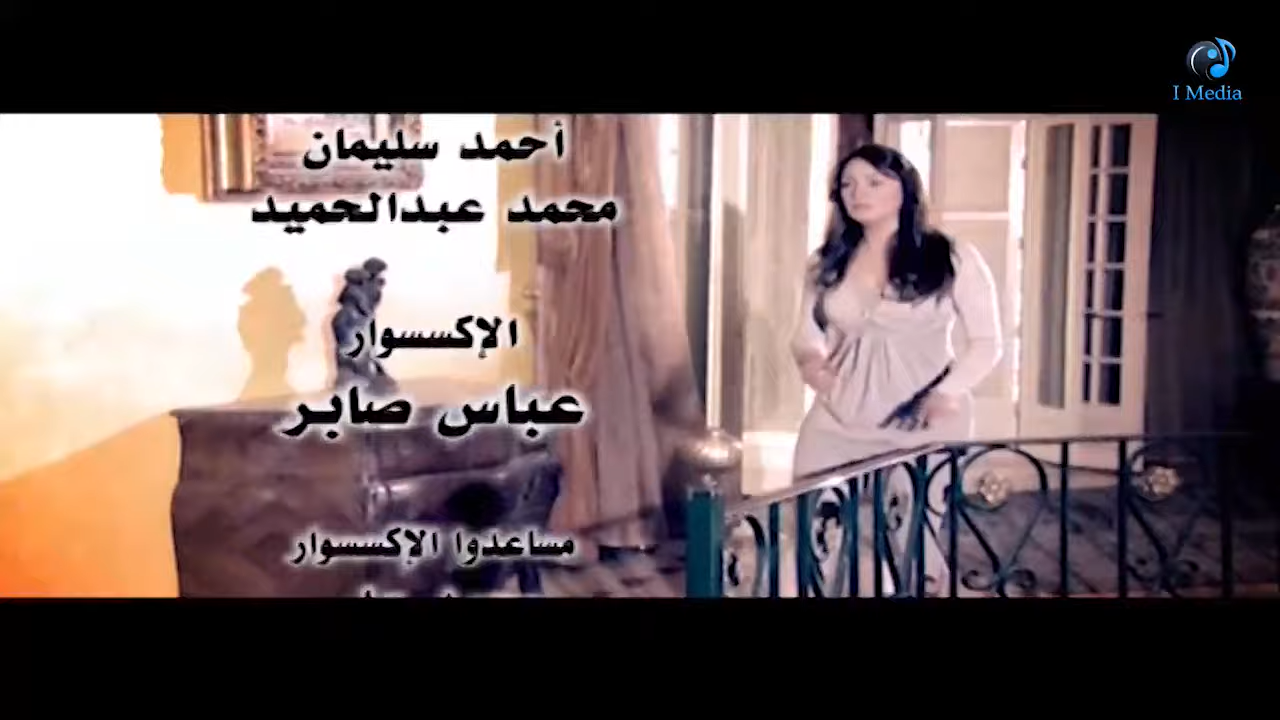 I Media
أحمد سليمان
محمد عبدالحميد
الإكسسوار
عباس صابر
مساعدوا الإكسسوار